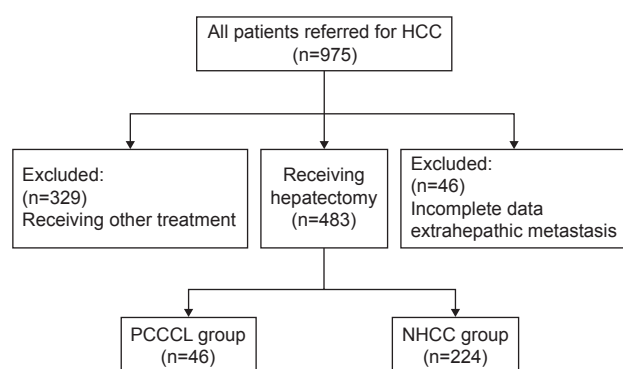 All patients referred for HCC
(n=975)
Excluded:
(n=329)
Receiving other treatment
Receiving
hepatectomy
(n=483)
Excluded:
(n=46)
Incomplete data
extrahepathic metastasis
PCCCL group
(n=46)
NHCC group
(n=224)